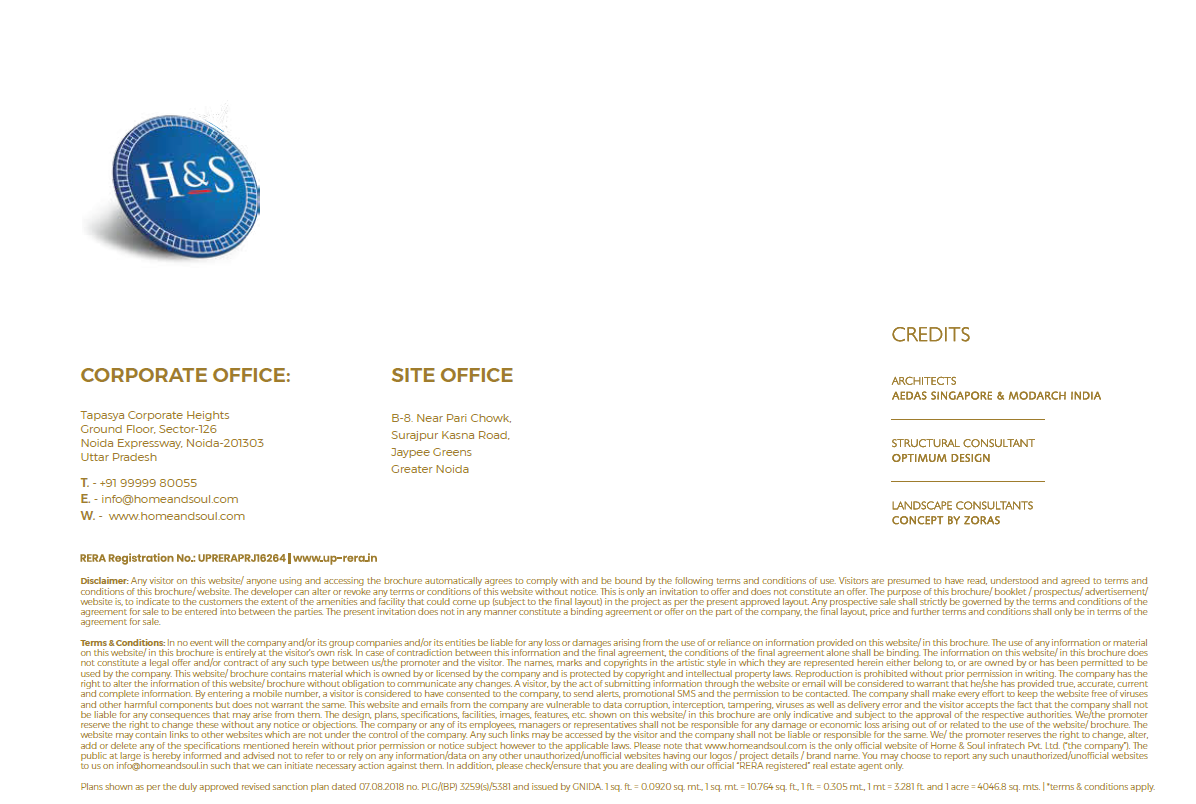 H&S
CREDITS
CORPORATE OFFICE:
Tapasya Corporate Heights
Ground Floor, Sector-126
Noida Expressway, Noida-201303
Uttar Pradesh
T. - +91 99999 80055
E. - info@homeandsoul.com
W. - www.homeandsoul.com
SITE OFFICE
B-8. Near Pari Chowk,
Surajpur Kasna Road,
Jaypee Greens
Greater Noida
ARCHITECTS
AEDAS SINGAPORE & MODARCH INDIA
STRUCTURAL CONSULTANT
OPTIMUM DESIGN
LANDSCAPE CONSULTANTS
CONCEPT BY ZORAS
RERA Registration No.: UPRERAPRJ16264 | www.up-rera.in
Disclaimer: Any visitor on this website/ anyone using and accessing the brochure automatically agrees to comply with and be bound by the following terms and conditions of use. Visitors are presumed to have read, understood and agreed to terms and
conditions of this brochure/ website. The developer can alter or revoke any terms or conditions of this website without notice. This is only an invitation to offer and does not constitute an offer. The purpose of this brochure/ booklet / prospectus/ advertisement/
website is, to indicate to the customers the extent of the amenities and facility that could come up (subject to the final layout) in the project as per the present approved layout. Any prospective sale shall strictly be governed by the terms and conditions of the
agreement for sale to be entered into between the parties. The present invitation does not in any manner constitute a binding agreement or offer on the part of the company, the final layout, price and further terms and conditions shall only be in terms of the
agreement for sale.
Terms & Conditions: In no event will the company and/or its group companies and/or its entities be liable for any loss or damages arising from the use of or reliance on information provided on this website/ in this brochure. The use of any information or material
on this website/ in this brochure is entirely at the visitor's own risk. In case of contradiction between this information and the final agreement, the conditions of the final agreement alone shall be binding. The information on this website/ in this brochure does
not constitute a legal offer and/or contract of any such type between us/the promoter and the visitor. The names, marks and copyrights in the artistic style in which they are represented herein either belong to, or are owned by or has been permitted to be
used by the company. This website/ brochure contains material which is owned by or licensed by the company and is protected by copyright and intellectual property laws. Reproduction is prohibited without prior permission in writing. The company has the
right to alter the information of this website/ brochure without obligation to communicate any changes. A visitor, by the act of submitting information through the website or email will be considered to warrant that he/she has provided true, accurate, current
and complete information. By entering a mobile number, a visitor is considered to have consented to the company, to send alerts, promotional SMS and the permission to be contacted. The company shall make every effort to keep the website free of viruses
and other harmful components but does not warrant the same. This website and emails from the company are vulnerable to data corruption, interception, tampering, viruses as well as delivery error and the visitor accepts the fact that the company shall not
be liable for any consequences that may arise from them. The design, plans, specifications, facilities, images, features, etc. shown on this website/ in this brochure are only indicative and subject to the approval of the respective authorities. We/the promoter
reserve the right to change these without any notice or objections. The company or any of its employees, managers or representatives shall not be responsible for any damage or economic loss arising out of or related to the use of the website/ brochure. The
website may contain links to other websites which are not under the control of the company. Any such links may be accessed by the visitor and the company shall not be liable or responsible for the same. We/ the promoter reserves the right to change, alter,
add or delete any of the specifications mentioned herein without prior permission or notice subject however to the applicable laws. Please note that www.homeandsoul.com is the only official website of Home & Soul infratech Pvt. Ltd. ("the company"). The
public at large is hereby informed and advised not to refer to or rely on any information/data on any other unauthorized/unofficial websites having our logos / project details / brand name. You may choose to report any such unauthorized/unofficial websites
to us on info@homeandsoul.in such that we can initiate necessary action against them. In addition, please check/ensure that you are dealing with our official "RERA registered" real estate agent only.
Plans shown as per the duly approved revised sanction plan dated 07.08.2018 no. PLG/(BP) 3259(s)/5381 and issued by GNIDA. 1 sq. ft. = 0.0920 sq. mt., 1 sq. mt. = 10.764 sq. ft., 1 ft. = 0.305 mt., 1 mt = 3.281 ft. and 1 acre = 4046.8 sq. mts. | *terms & conditions apply.